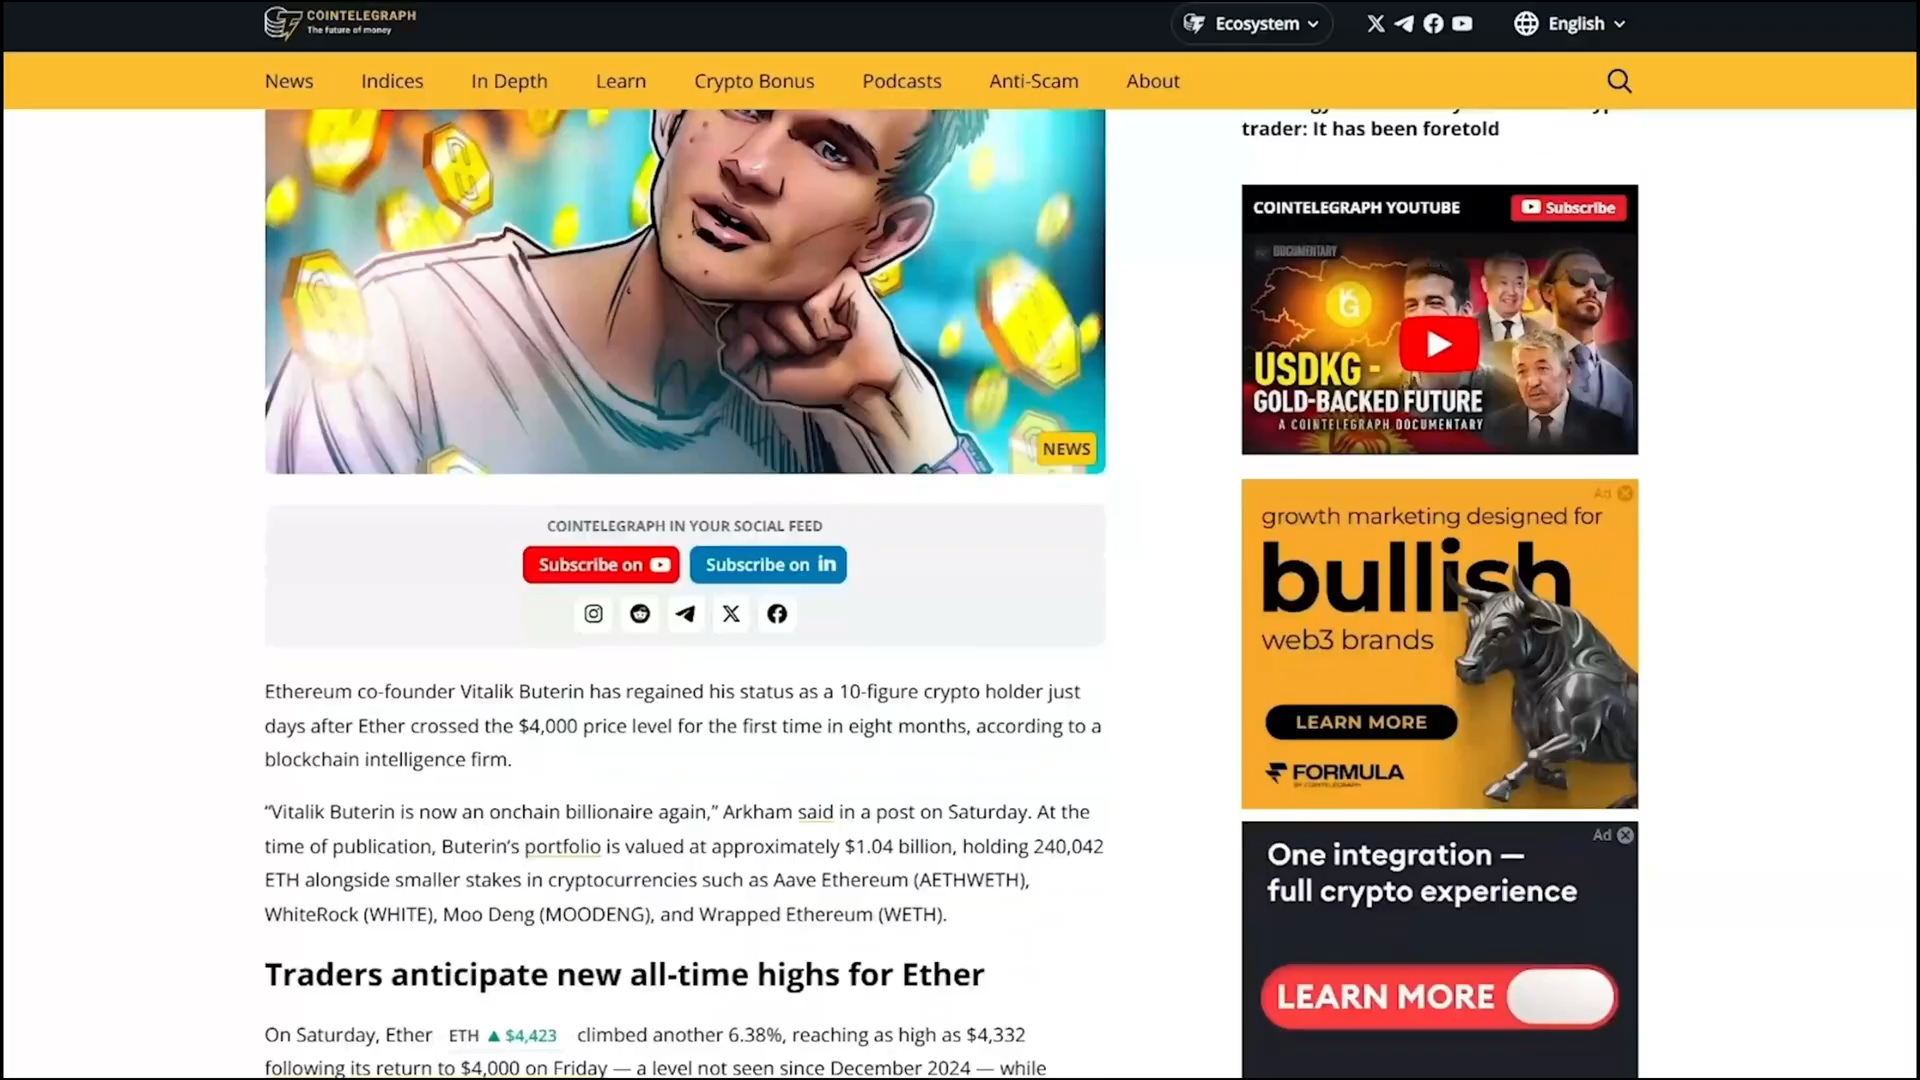 COINTELEGRAPH
The future of money
Ecosystem
English
News
Indices
In Depth
Learn
Crypto Bonus
Podcasts
Anti-Scam
About
trader: It has been foretold
NEWS
COINTELEGRAPH IN YOUR SOCIAL FEED
Subscribe on
Subscribe on in
Ethereum co-founder Vitalik Buterin has regained his status as a 10-figure crypto holder just
days after Ether crossed the $4,000 price level for the first time in eight months, according to a
blockchain intelligence firm.
“Vitalik Buterin is now an onchain billionaire again,” Arkham said in a post on Saturday. At the
time of publication, Buterin’s portfolio is valued at approximately $1.04 billion, holding 240,042
ETH alongside smaller stakes in cryptocurrencies such as Aave Ethereum (AETHWETH),
WhiteRock (WHITE), Moo Deng (MOODENG), and Wrapped Ethereum (WETH).
Traders anticipate new all-time highs for Ether
On Saturday, Ether ETH ▲ $4,423 climbed another 6.38%, reaching as high as $4,332
following its return to $4,000 on Friday — a level not seen since December 2024 — while
COINTELEGRAPH YOUTUBE
Subscribe
DOCUMENTARY
USDKG -
GOLD-BACKED FUTURE
A COINTELEGRAPH DOCUMENTARY
Ad
growth marketing designed for
bullish
web3 brands
LEARN MORE
FORMULA
BY COINTELEGRAPH
Ad
One integration —
full crypto experience
LEARN MORE